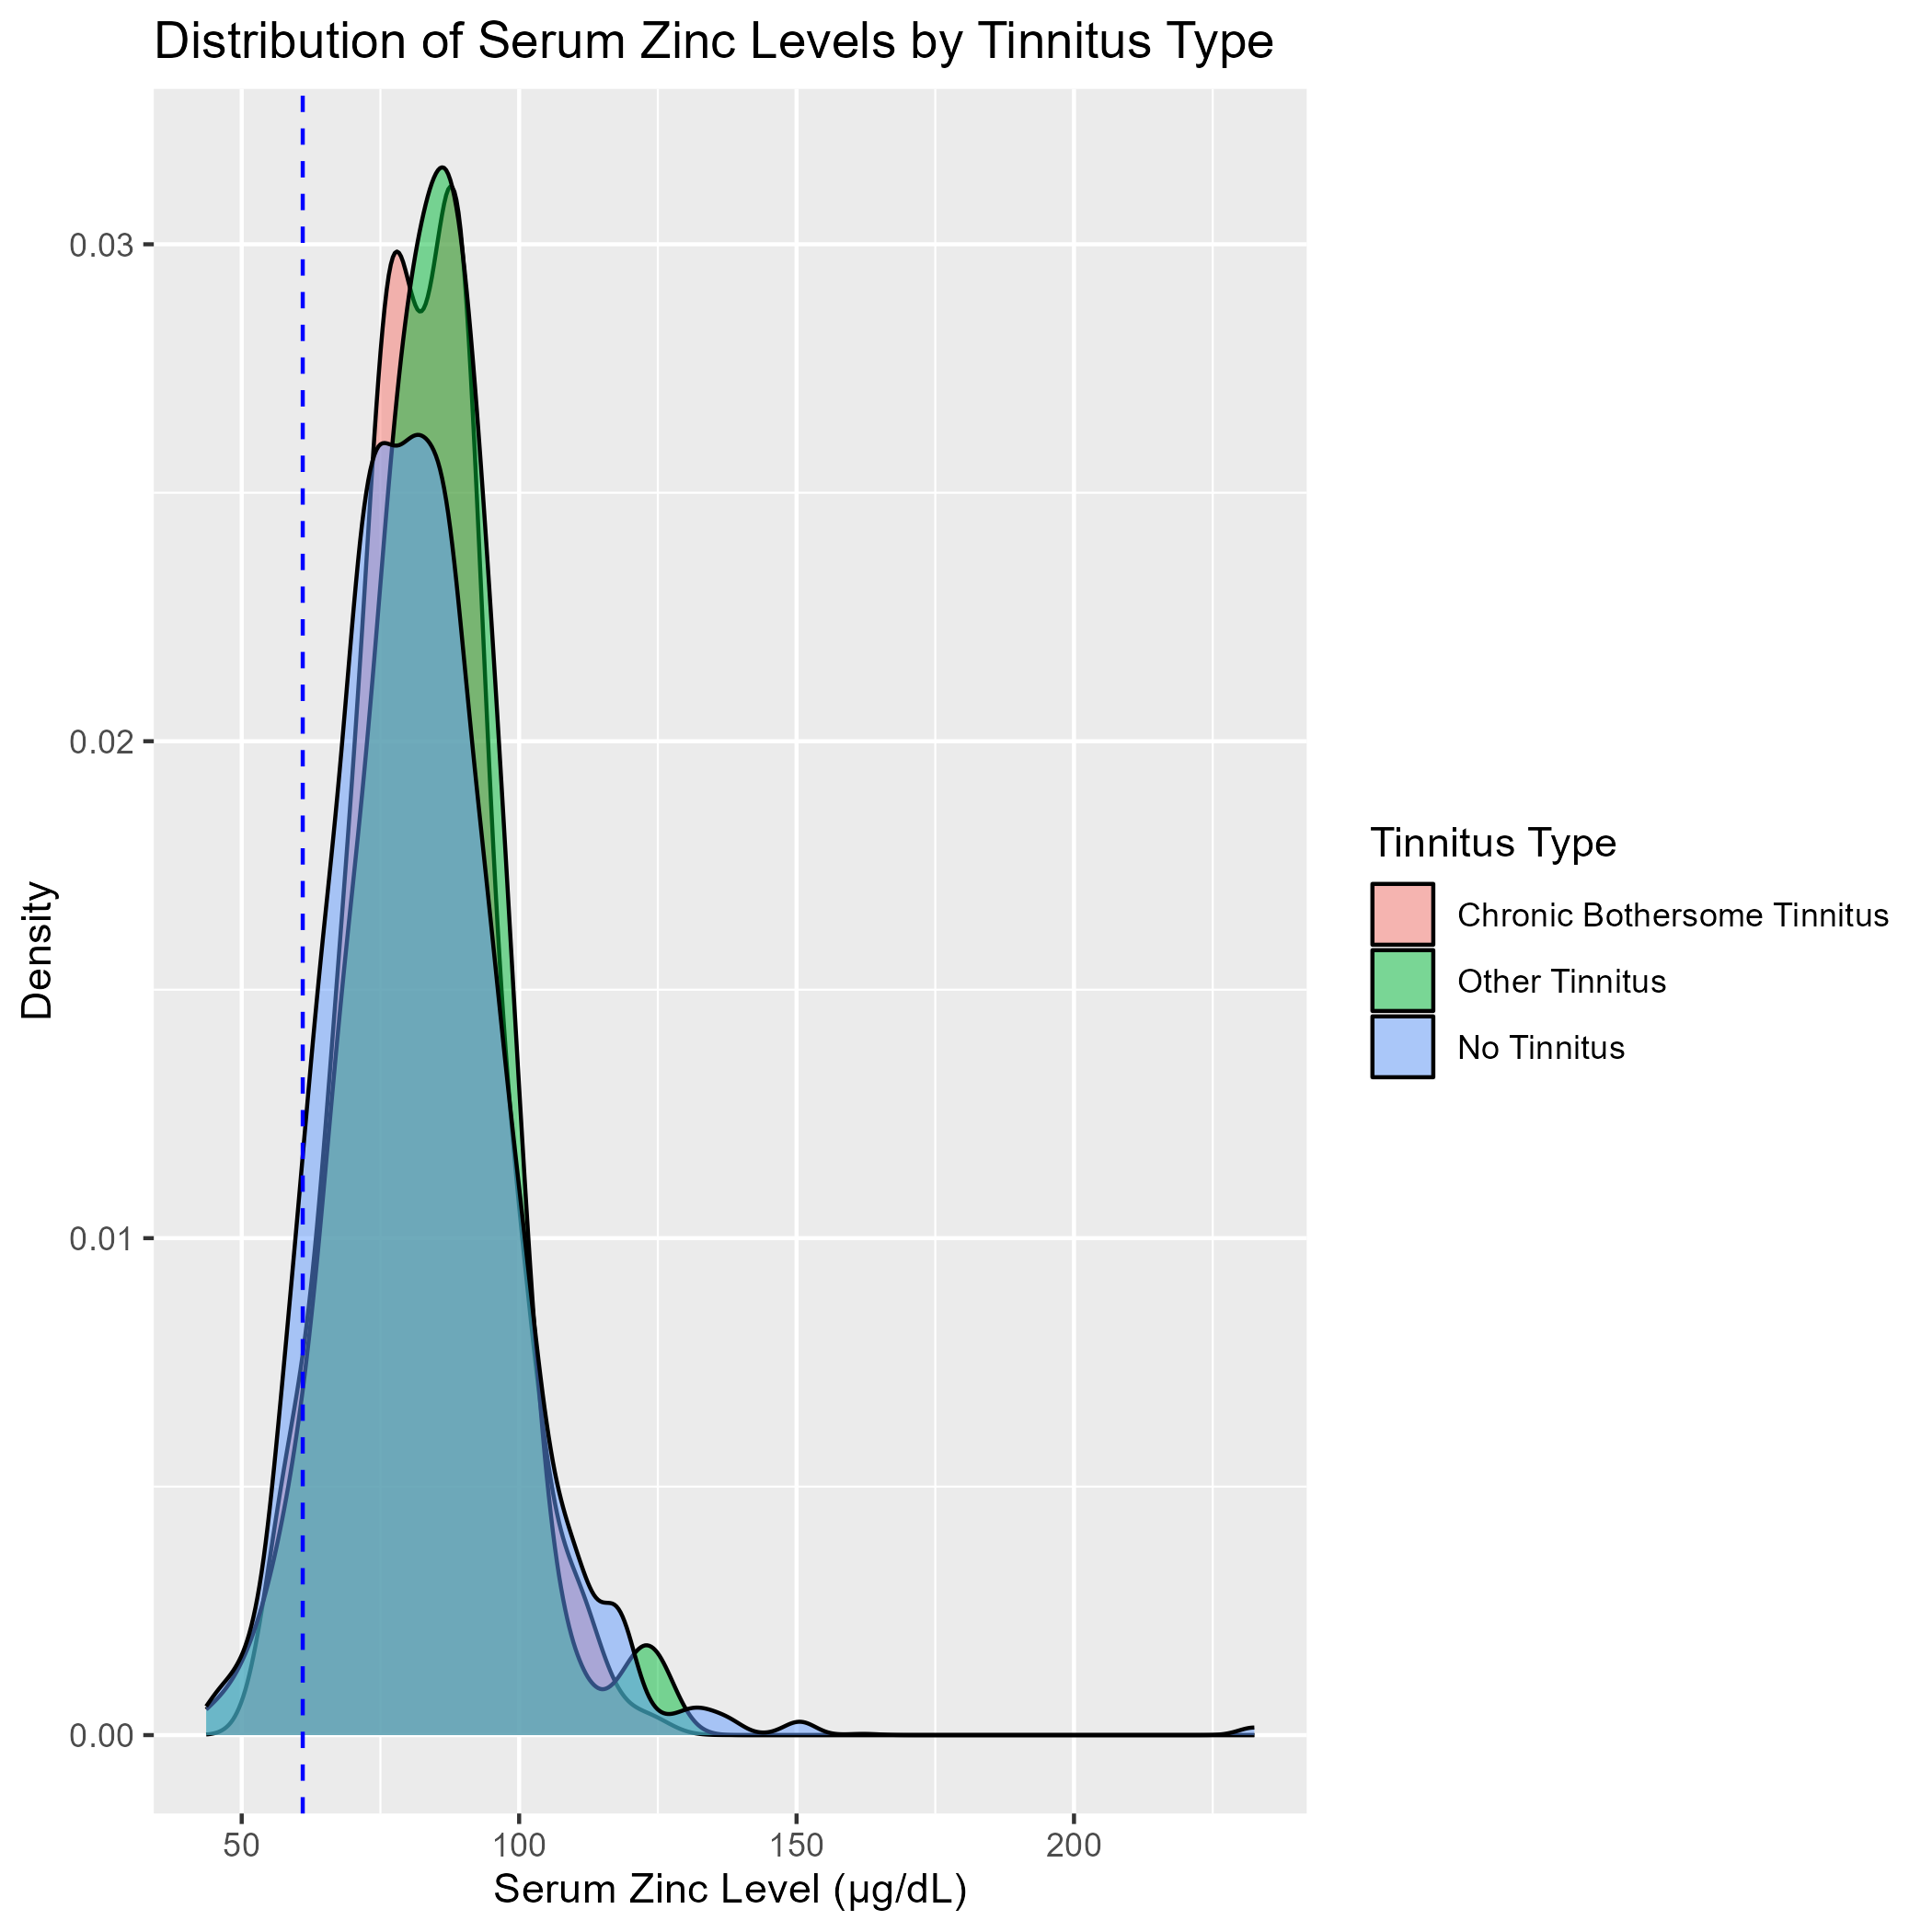 Distribution of Serum Zinc Levels by Tinnitus Type
Density
0.03
0.02
0.01
0.00
50
100
150
200
Serum Zinc Level (μg/dL)
Tinnitus Type
Chronic Bothersome Tinnitus
Other Tinnitus
No Tinnitus